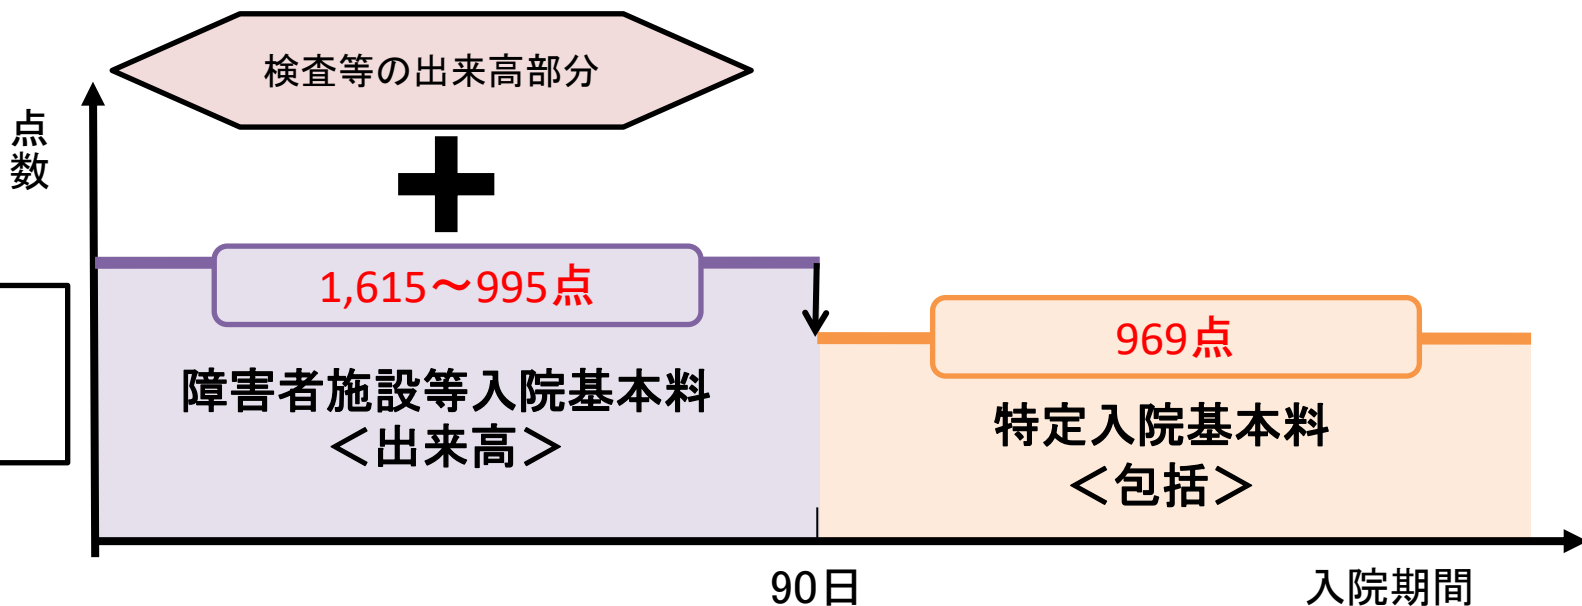 検査等の出来高部分
点数
1,615～995点
969点
障害者施設等入院基本料
＜出来高＞
特定入院基本料
＜包括＞
90日
入院期間